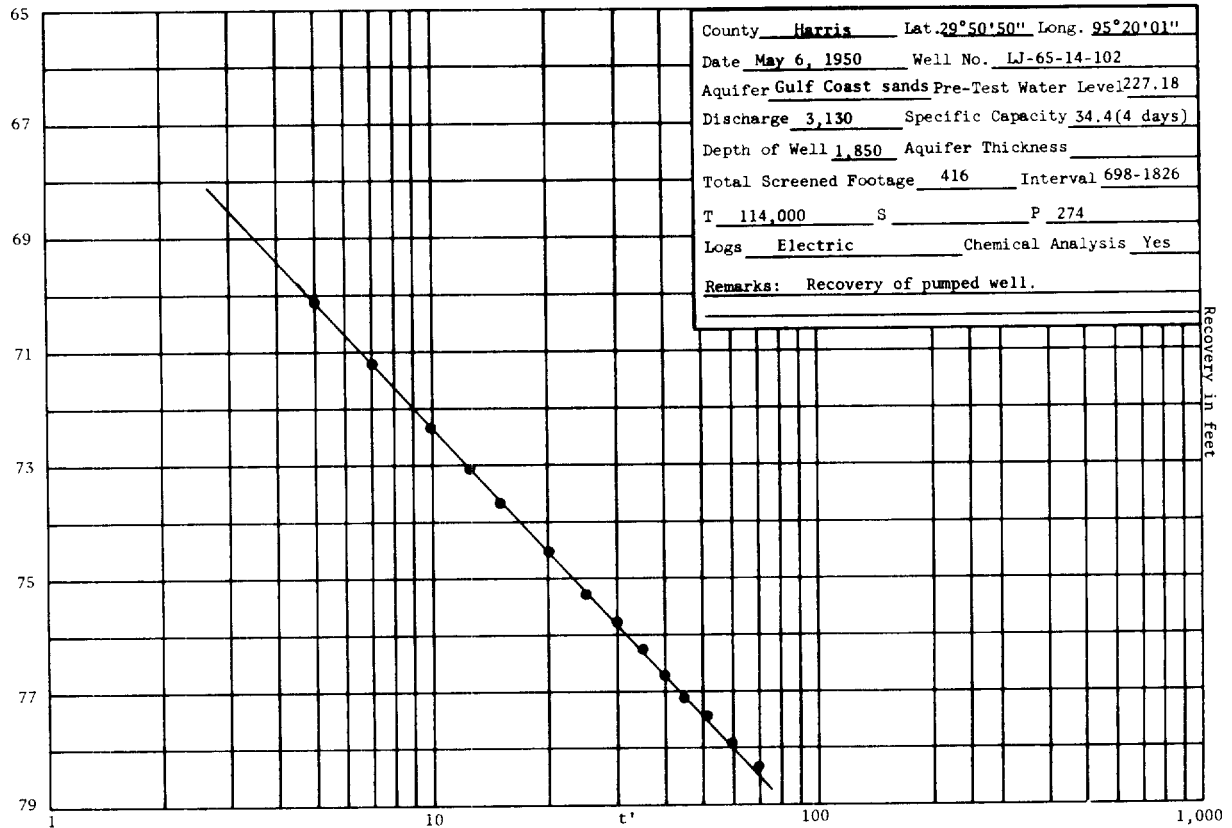 County Harris Lat. 29°50'50" Long. 95°20'01"
Date May 6, 1950 Well No. LJ-65-14-102
Aquifer Gulf Coast sands Pre-Test Water Level 227.18
Discharge 3,130 Specific Capacity 34.4(4 days)
Depth of Well 1,850 Aquifer Thickness
Total Screened Footage 416 Interval 698-1826
T 114,000 S P 274
Logs Electric Chemical Analysis Yes
Remarks: Recovery of pumped well.
65
67
69
71
73
75
77
79
Recovery in feet
1 10 t' 100 1,000